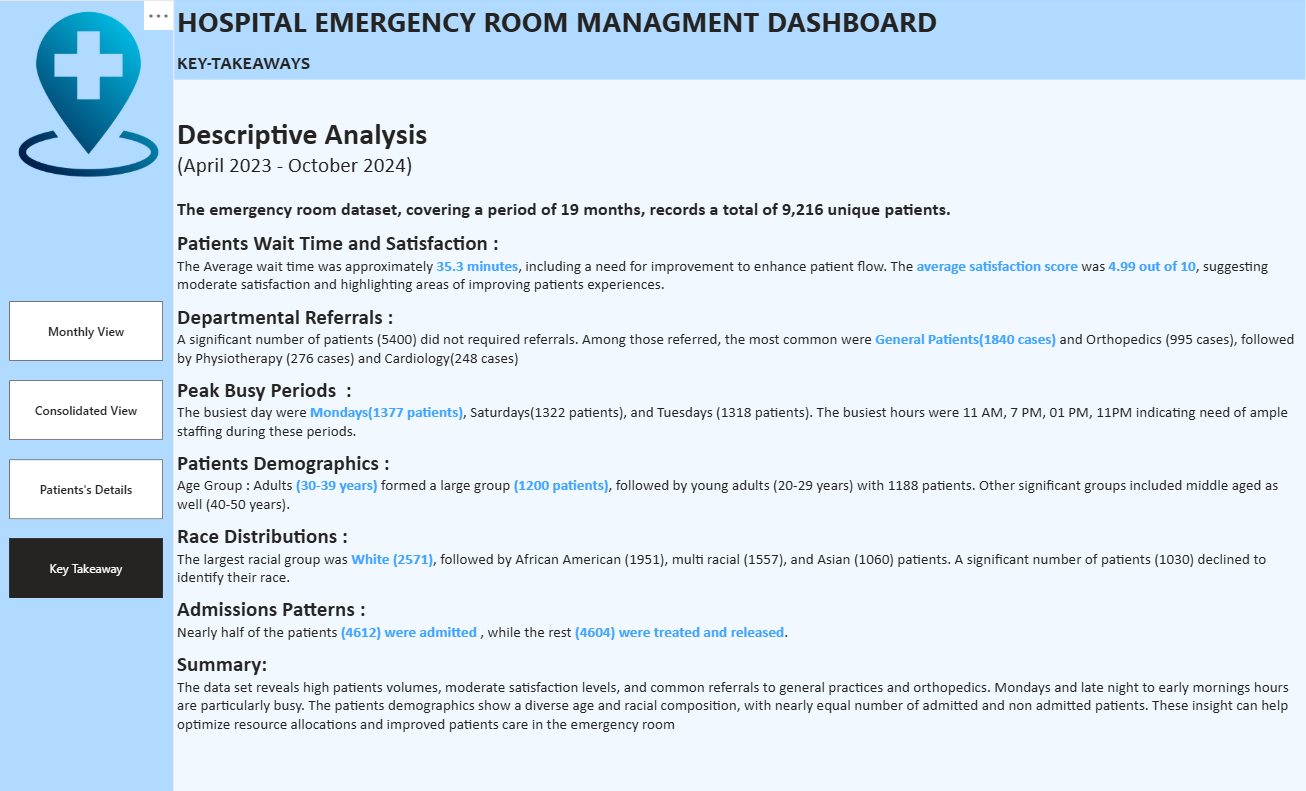 HOSPITAL EMERGENCY ROOM MANAGMENT DASHBOARD
KEY-TAKEAWAYS
Descriptive Analysis
(April 2023 - October 2024)
The emergency room dataset, covering a period of 19 months, records a total of 9,216 unique patients.
Patients Wait Time and Satisfaction :
The Average wait time was approximately 35.3 minutes, including a need for improvement to enhance patient flow. The average satisfaction score was 4.99 out of 10, suggesting
moderate satisfaction and highlighting areas of improving patients experiences.
Departmental Referrals :
A significant number of patients (5400) did not required referrals. Among those referred, the most common were General Patients(1840 cases) and Orthopedics (995 cases), followed
by Physiotherapy (276 cases) and Cardiology(248 cases)
Peak Busy Periods :
The busiest day were Mondays(1377 patients), Saturdays(1322 patients), and Tuesdays (1318 patients). The busiest hours were 11 AM, 7 PM, 01 PM, 11PM indicating need of ample
staffing during these periods.
Patients Demographics :
Age Group : Adults (30-39 years) formed a large group (1200 patients), followed by young adults (20-29 years) with 1188 patients. Other significant groups included middle aged as
well (40-50 years).
Race Distributions :
The largest racial group was White (2571), followed by African American (1951), multi racial (1557), and Asian (1060) patients. A significant number of patients (1030) declined to
identify their race.
Admissions Patterns :
Nearly half of the patients (4612) were admitted , while the rest (4604) were treated and released.
Summary:
The data set reveals high patients volumes, moderate satisfaction levels, and common referrals to general practices and orthopedics. Mondays and late night to early mornings hours
are particularly busy. The patients demographics show a diverse age and racial composition, with nearly equal number of admitted and non admitted patients. These insight can help
optimize resource allocations and improved patients care in the emergency room
Monthly View
Consolidated View
Patients's Details
Key Takeaway